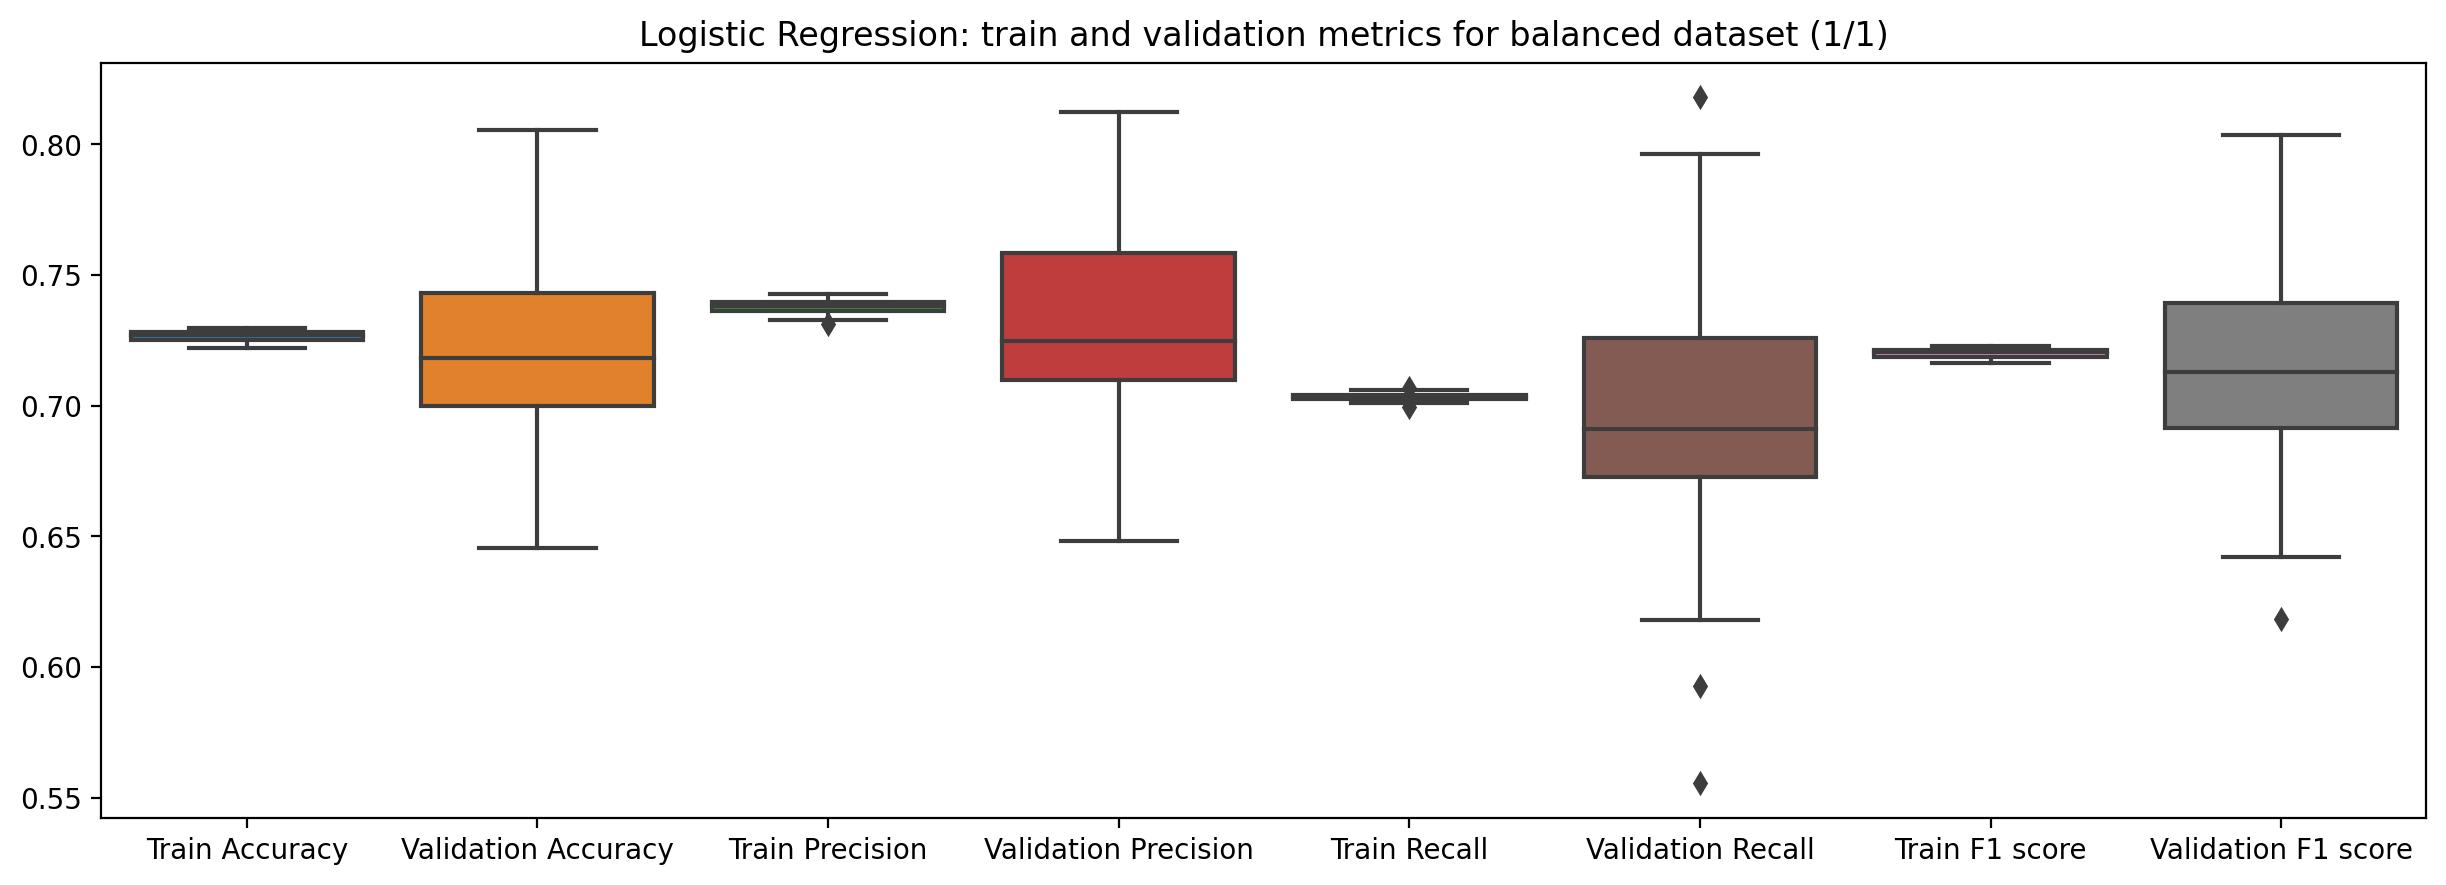 Logistic Regression: train and validation metrics for balanced dataset (1/1)
0.80
0.75
0.70
0.65
0.60
0.55
Train Accuracy
Validation Accuracy
Train Precision
Validation Precision
Train Recall
Validation Recall
Train F1 score
Validation F1 score